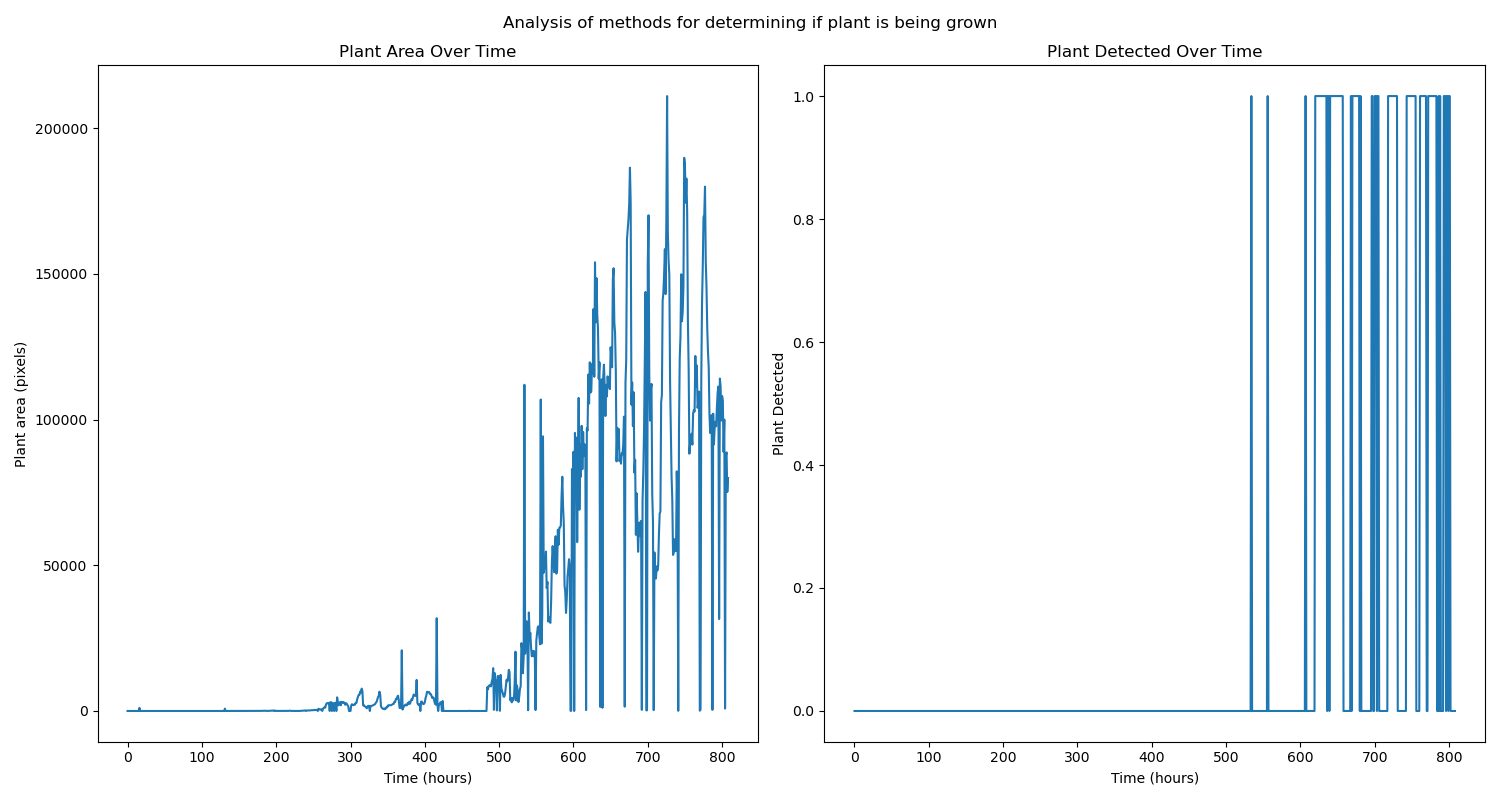 Analysis of methods for determining if plant is being grown
Plant Area Over Time
Plant area (pixels)
200000
150000
100000
50000
0
0 100 200 300 400 500 600 700 800
Time (hours)
Plant Detected Over Time
Plant Detected
1.0
0.8
0.6
0.4
0.2
0.0
0 100 200 300 400 500 600 700 800
Time (hours)